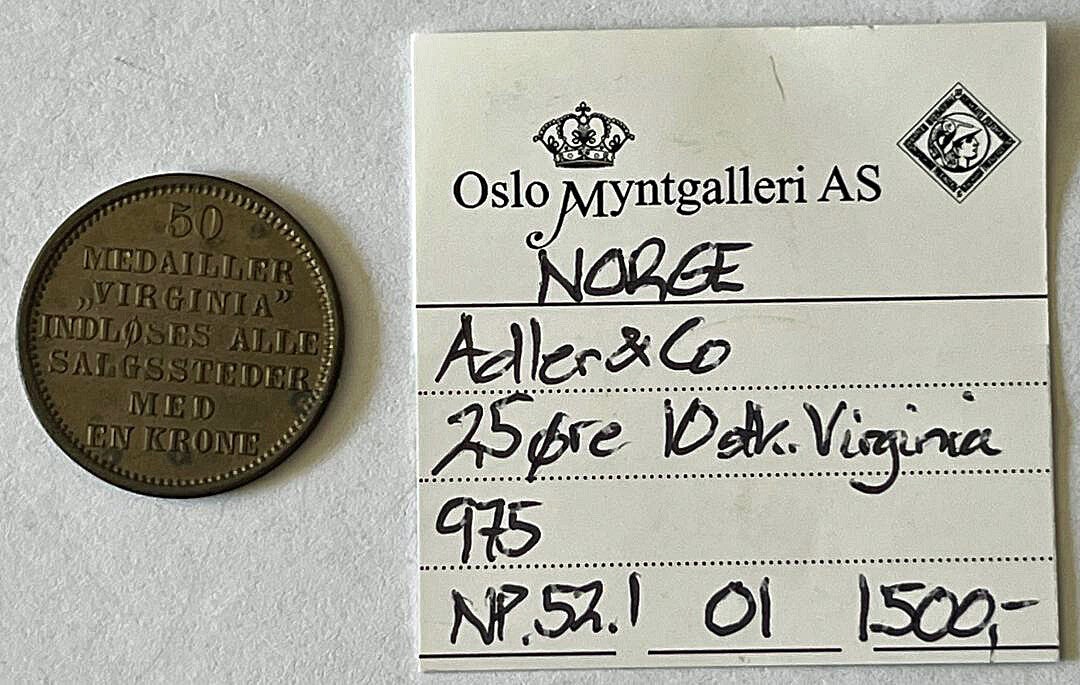 50
MEDAILLER
„VIRGINIA”
INDLØSES ALLE
SALGSSTEDER
MED
EN KRONE
Oslo Myntgalleri AS
NORGE
Adler & Co
25 øre 10 stk. Virginia
975
NP.52.1 01 1500,-